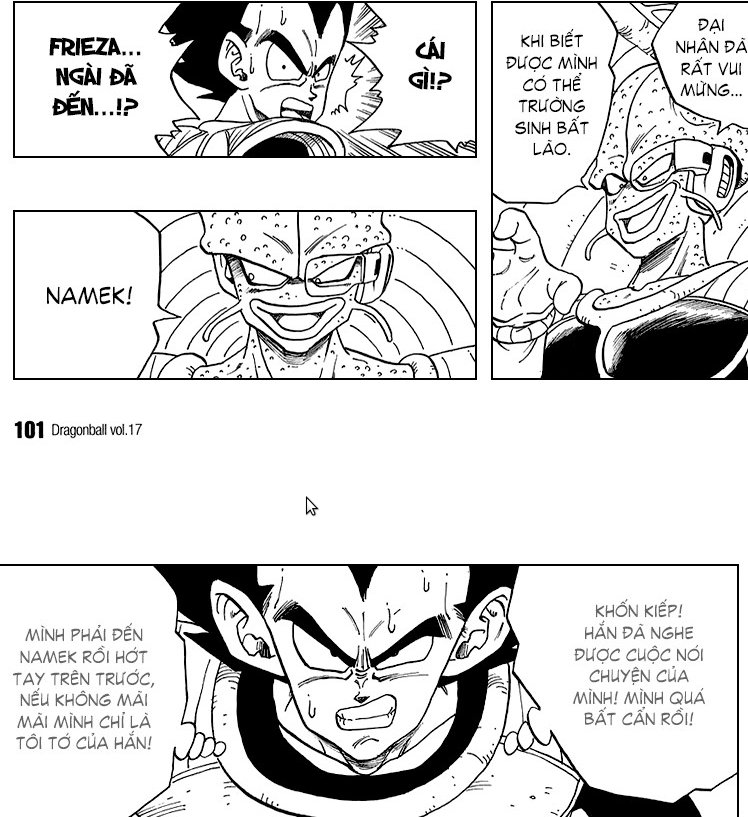 ĐẠI
NHÂN ĐÃ
RẤT VUI
MỪNG...
KHI BIẾT
ĐƯỢC MÌNH
CÓ THỂ
TRƯỜNG
SINH BẤT
LÃO.
CÁI
GÌ!?
FRIEZA...
NGÀI ĐÃ
ĐẾN...!?
NAMEK!
101 Dragonball vol.17
KHỐN KIẾP!
HẮN ĐÃ NGHE
ĐƯỢC CUỘC NÓI
CHUYỆN CỦA
MÌNH! MÌNH QUÁ
BẤT CẨN RỒI!
MÌNH PHẢI ĐẾN
NAMEK RỒI HỚT
TAY TRÊN TRƯỚC,
NẾU KHÔNG MÃI
MÃI MÌNH CHỈ LÀ
TÔI TỚ CỦA HẮN!